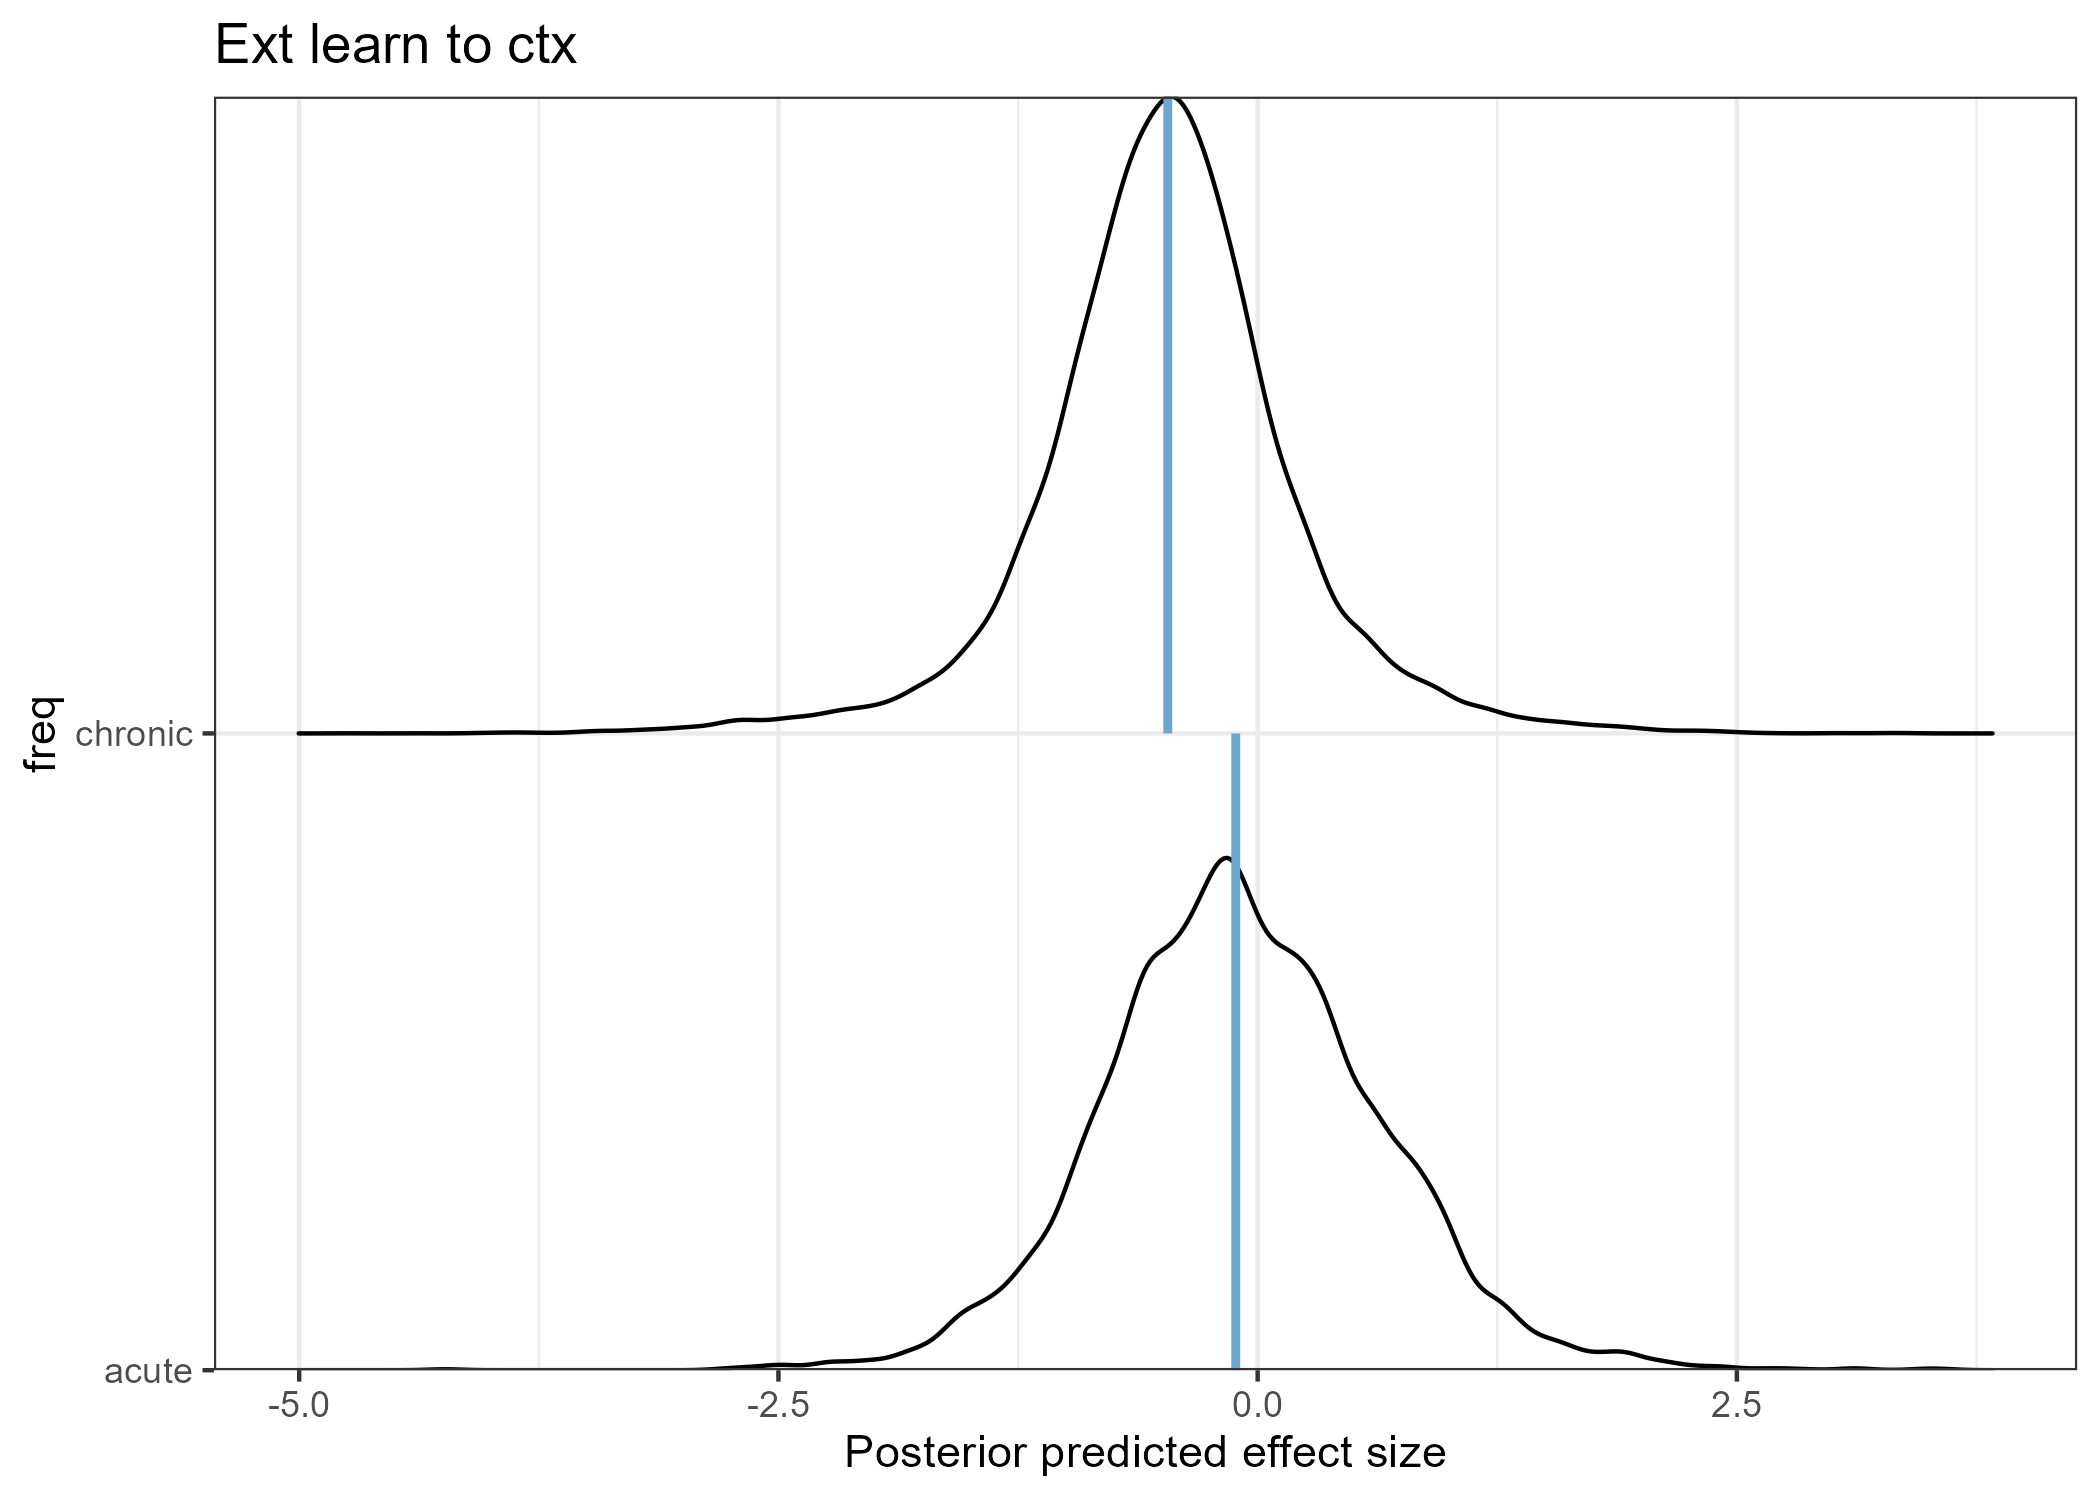 Ext learn to ctx
freq
chronic
acute
-5.0 -2.5 0.0 2.5
Posterior predicted effect size